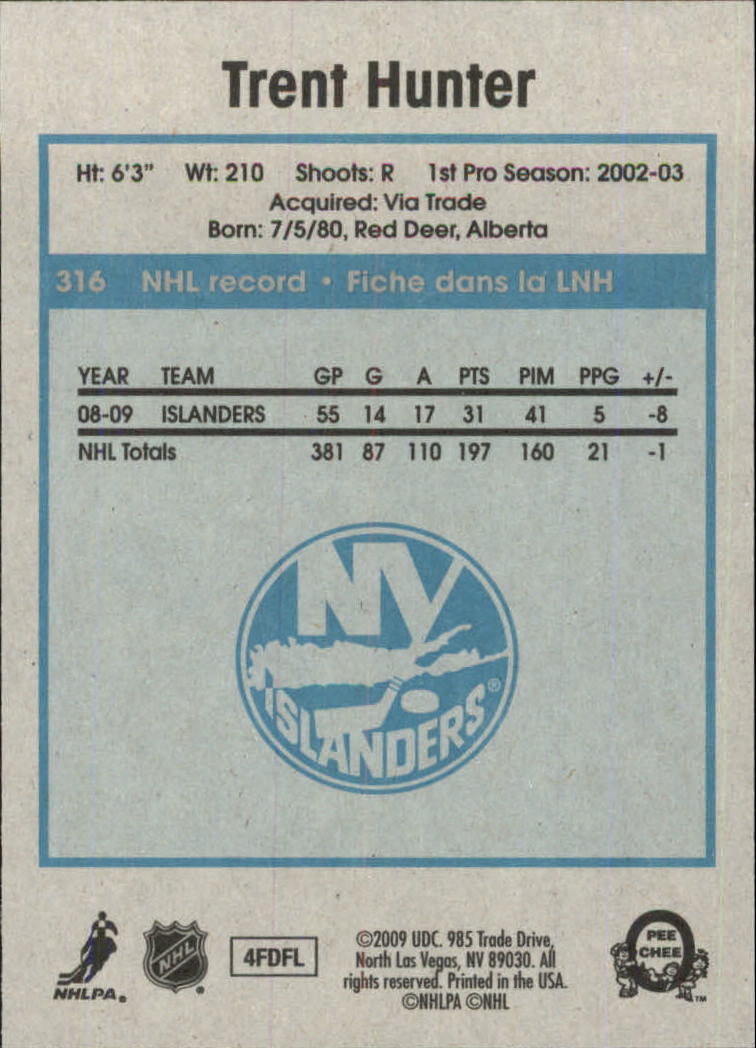 Trent Hunter
Ht: 6'3" Wt: 210 Shoots: R 1st Pro Season: 2002-03
Acquired: Via Trade
Born: 7/5/80, Red Deer, Alberta
316 NHL record • Fiche dans la LNH
YEAR TEAM GP G A PTS PIM PPG +/-
08-09 ISLANDERS 55 14 17 31 41 5 -8
NHL Totals 381 87 110 197 160 21 -1
NY
ISLANDERS®
NHLPA®
NHL®
4FDFL
©2009 UDC. 985 Trade Drive,
North Las Vegas, NV 89030. All
rights reserved. Printed in the USA.
©NHLPA ©NHL
O
PEE
CHEE
™